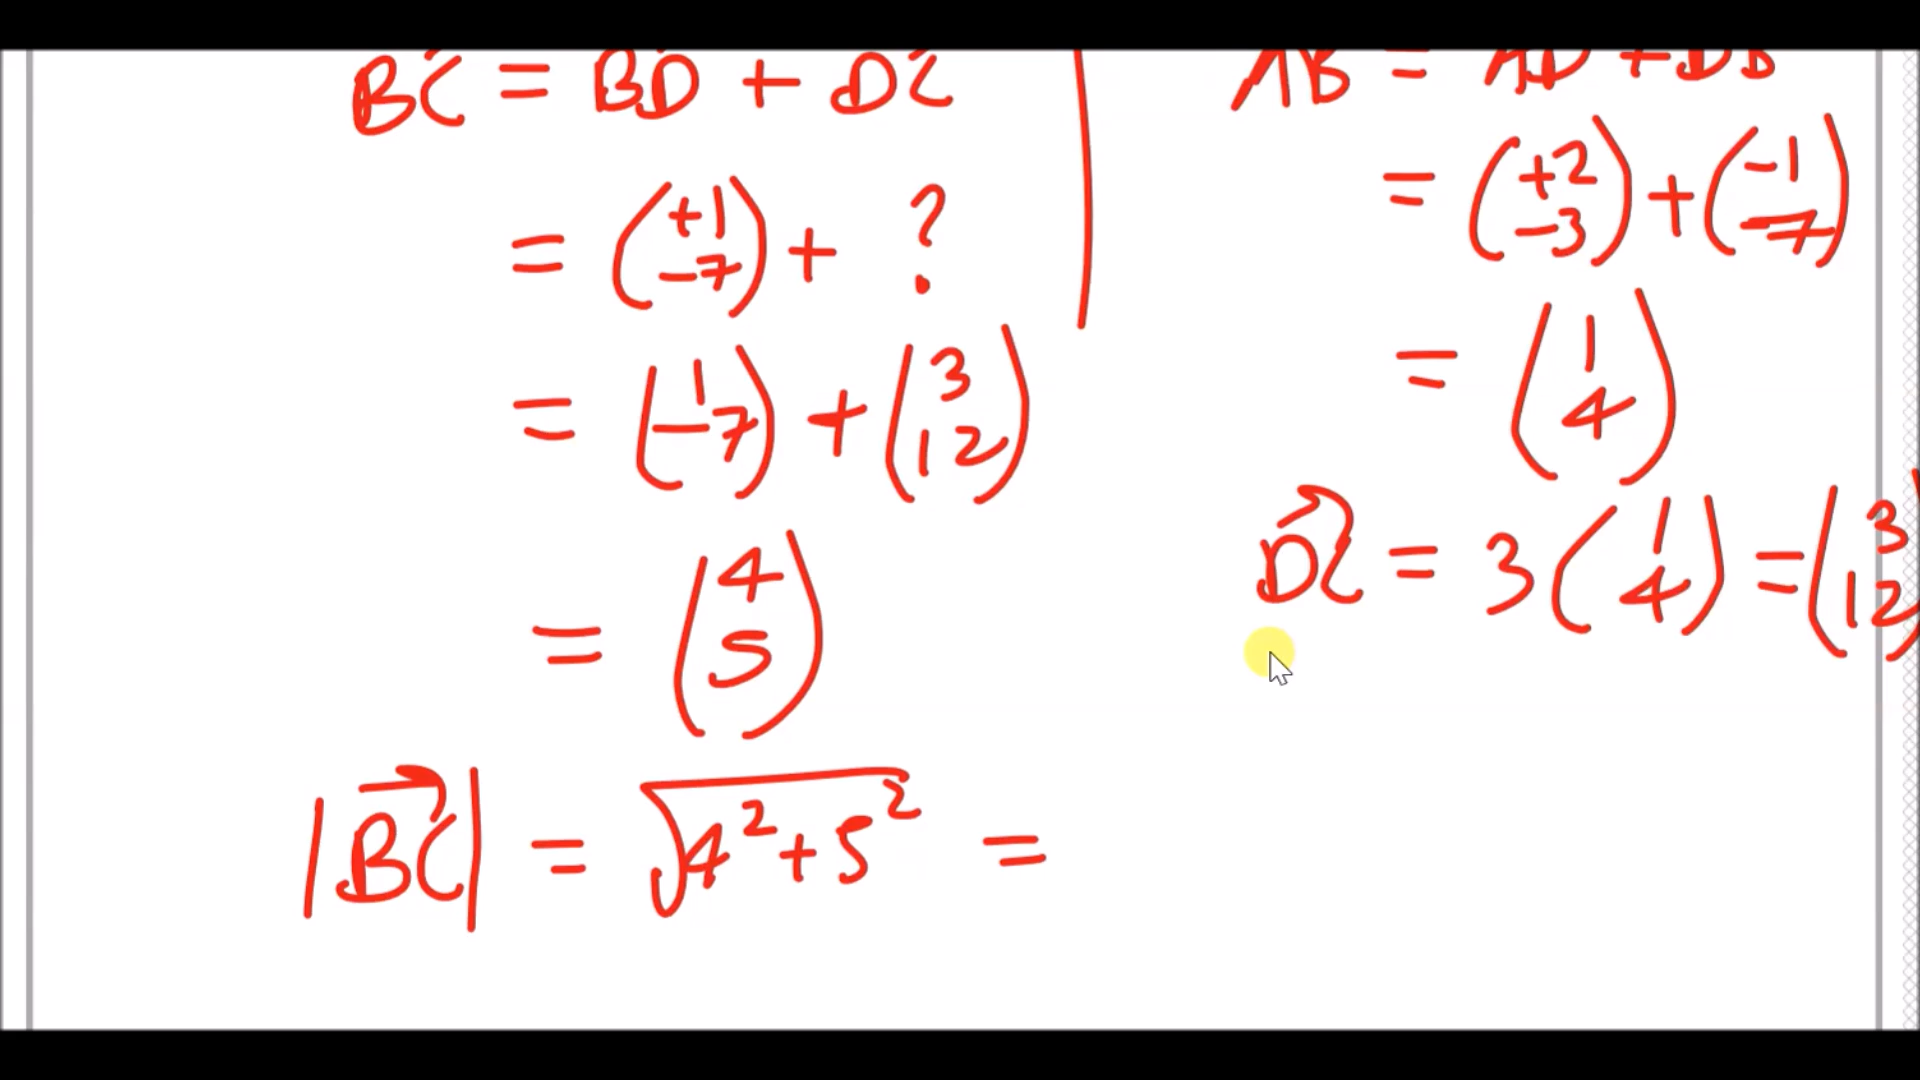 BC = BD + DC
= (+1 -7) + ?
= (1 -7) + (3 12)
= (4 5)
|BC| = √4² + 5² =
AB = AD + DB
= (+2 -3) + (-1 -7)
= (1 4)
DC = 3 (1 4) = (3 12)